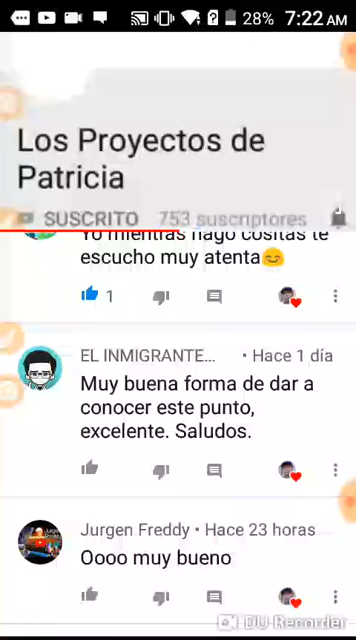 28% 7:22 AM
Los Proyectos de
Patricia
SUSCRITO 753 suscriptores
Yo mientras hago cositas te
escucho muy atenta😊
1
EL INMIGRANTE... • Hace 1 día
Muy buena forma de dar a
conocer este punto,
excelente. Saludos.
Jurgen Freddy • Hace 23 horas
Oooo muy bueno
DU Recorder